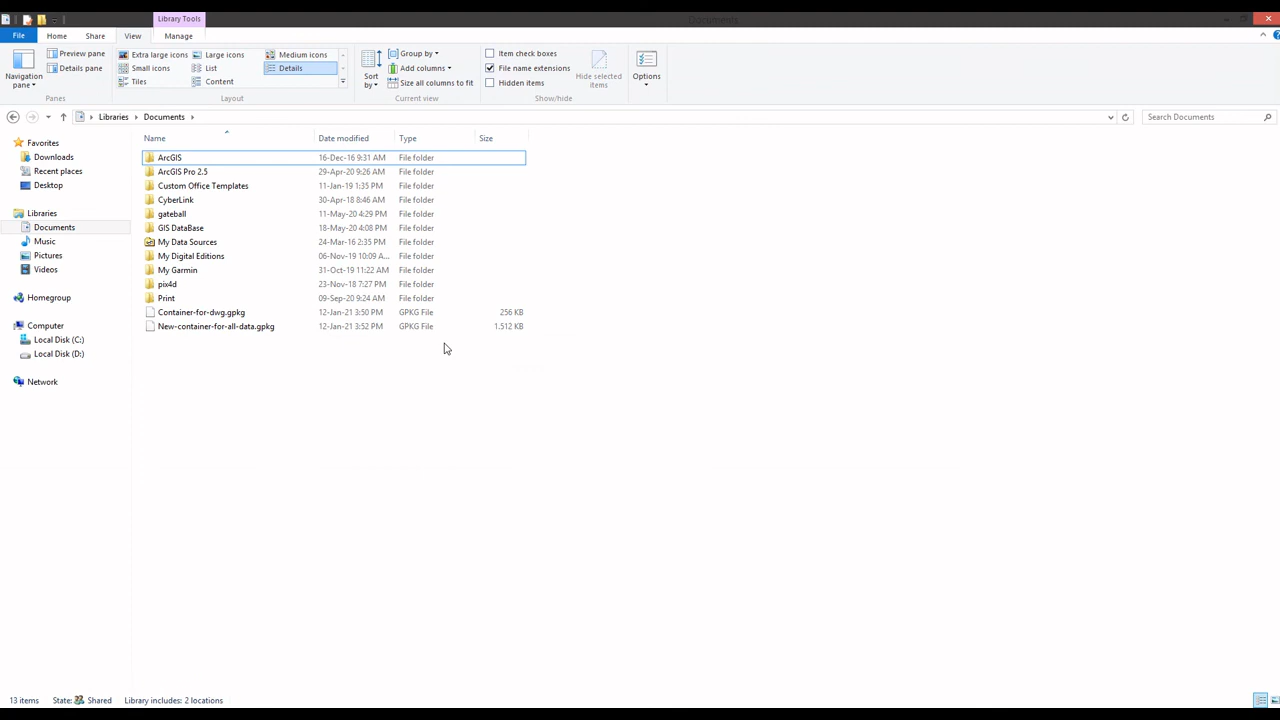 Library Tools
Documents
File Home Share View Manage
Navigation pane
Preview pane
Details pane
Panes
Extra large icons Large icons Medium icons
Small icons List Details
Tiles Content
Layout
Sort by
Group by
Add columns
Size all columns to fit
Current view
Item check boxes
File name extensions
Hidden items
Hide selected items
Show/hide
Options
Libraries Documents
Search Documents
Favorites
Downloads
Recent places
Desktop
Libraries
Documents
Music
Pictures
Videos
Homegroup
Computer
Local Disk (C:)
Local Disk (D:)
Network
Name Date modified Type Size
ArcGIS 16-Dec-16 9:31 AM File folder
ArcGIS Pro 2.5 29-Apr-20 9:26 AM File folder
Custom Office Templates 11-Jan-19 1:35 PM File folder
CyberLink 30-Apr-18 8:46 AM File folder
gateball 11-May-20 4:29 PM File folder
GIS DataBase 18-May-20 4:08 PM File folder
My Data Sources 24-Mar-16 2:35 PM File folder
My Digital Editions 06-Nov-19 10:09 A... File folder
My Garmin 31-Oct-19 11:22 AM File folder
pix4d 23-Nov-18 7:27 PM File folder
Print 09-Sep-20 9:24 AM File folder
Container-for-dwg.gpkg 12-Jan-21 3:50 PM GPKG File 256 KB
New-container-for-all-data.gpkg 12-Jan-21 3:52 PM GPKG File 1.512 KB
13 items State: Shared Library includes: 2 locations